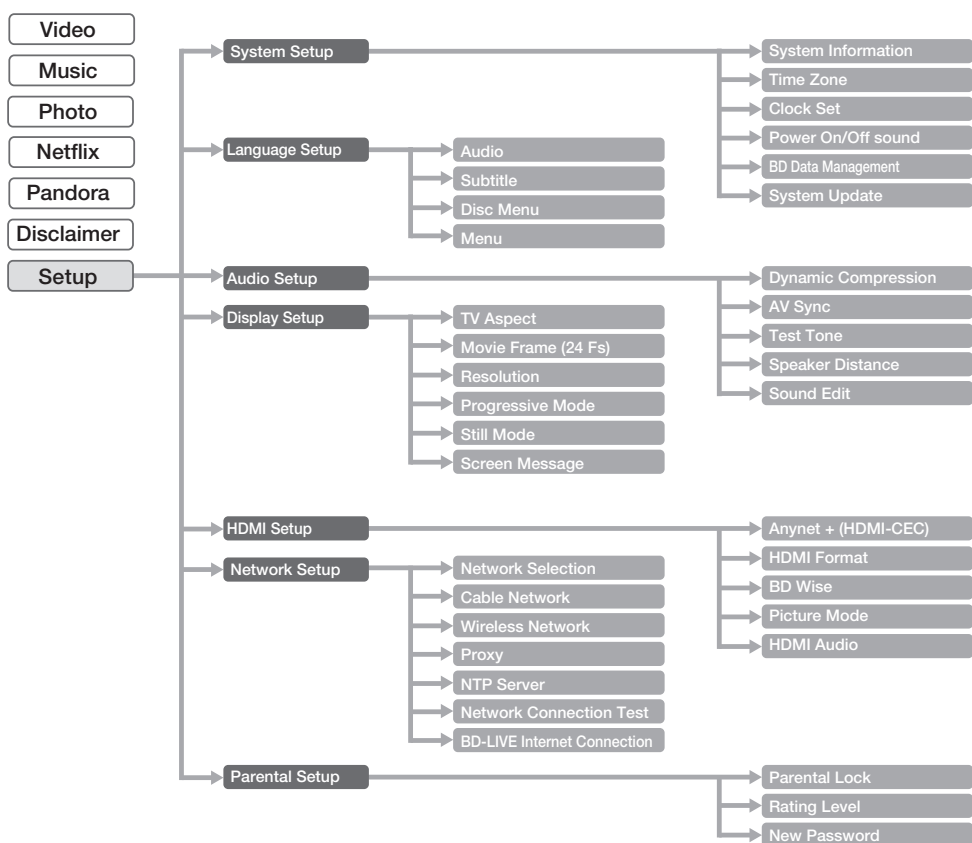 Video
Music
Photo
Netflix
Pandora
Disclaimer
Setup
System Setup
System Information
Time Zone
Clock Set
Power On/Off sound
BD Data Management
System Update
Language Setup
Audio
Subtitle
Disc Menu
Menu
Audio Setup
Dynamic Compression
AV Sync
Test Tone
Speaker Distance
Sound Edit
Display Setup
TV Aspect
Movie Frame (24 Fs)
Resolution
Progressive Mode
Still Mode
Screen Message
HDMI Setup
Anynet + (HDMI-CEC)
HDMI Format
BD Wise
Picture Mode
HDMI Audio
Network Setup
Network Selection
Cable Network
Wireless Network
Proxy
NTP Server
Network Connection Test
BD-LIVE Internet Connection
Parental Setup
Parental Lock
Rating Level
New Password